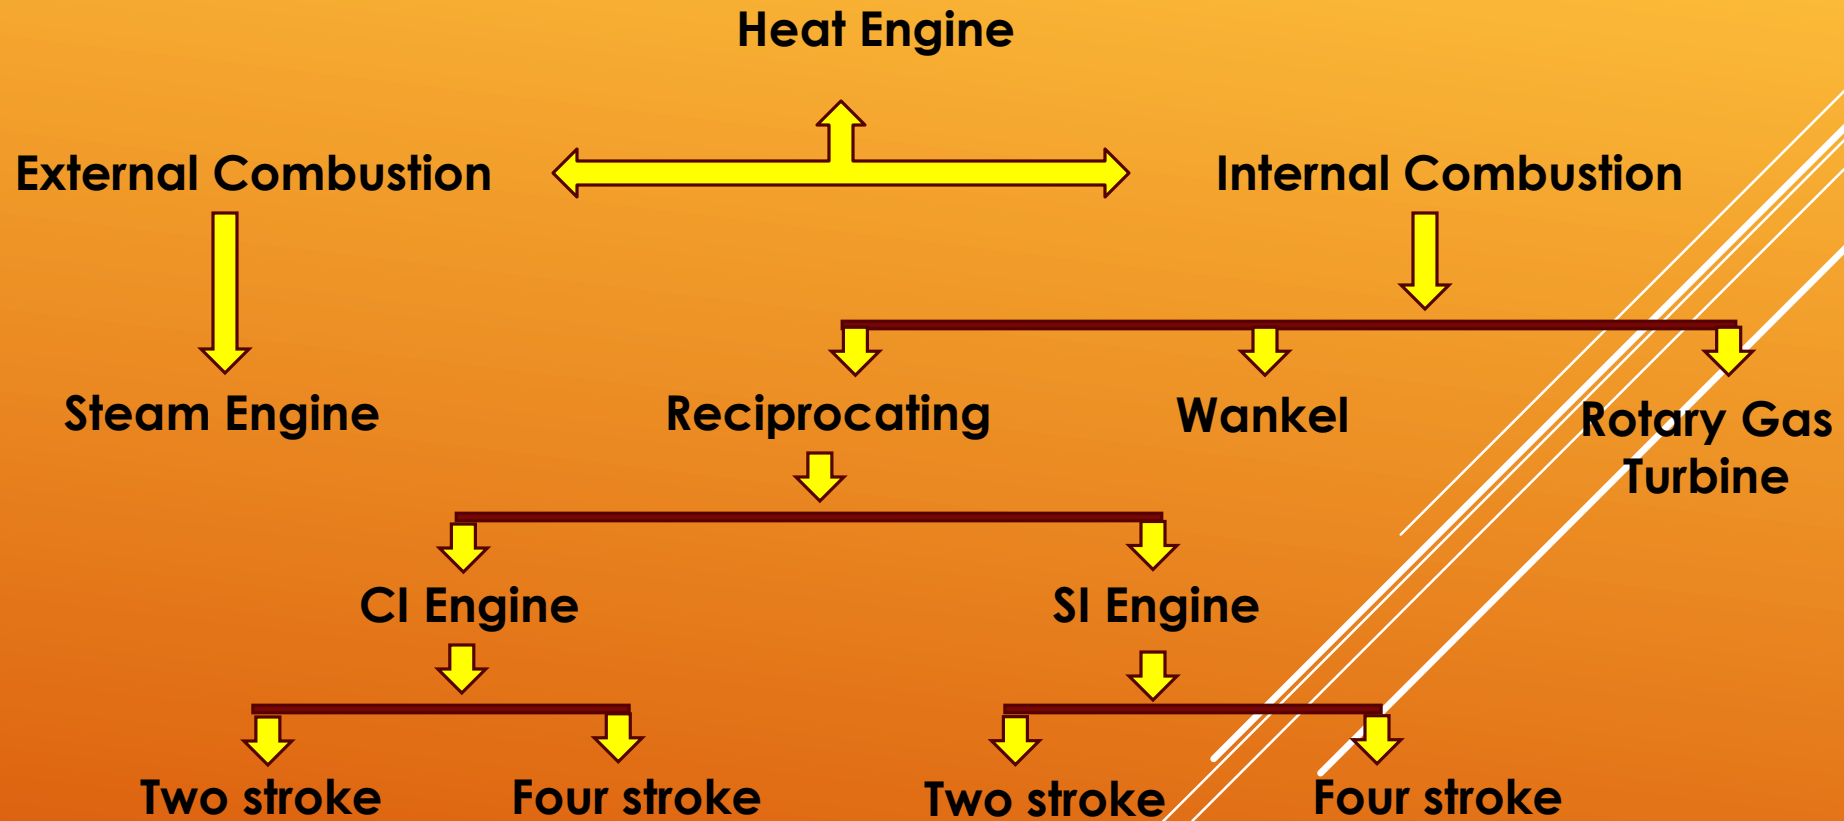 Heat Engine
External Combustion
Internal Combustion
Steam Engine
Reciprocating
Wankel
Rotary Gas
Turbine
CI Engine
SI Engine
Two stroke
Four stroke
Two stroke
Four stroke